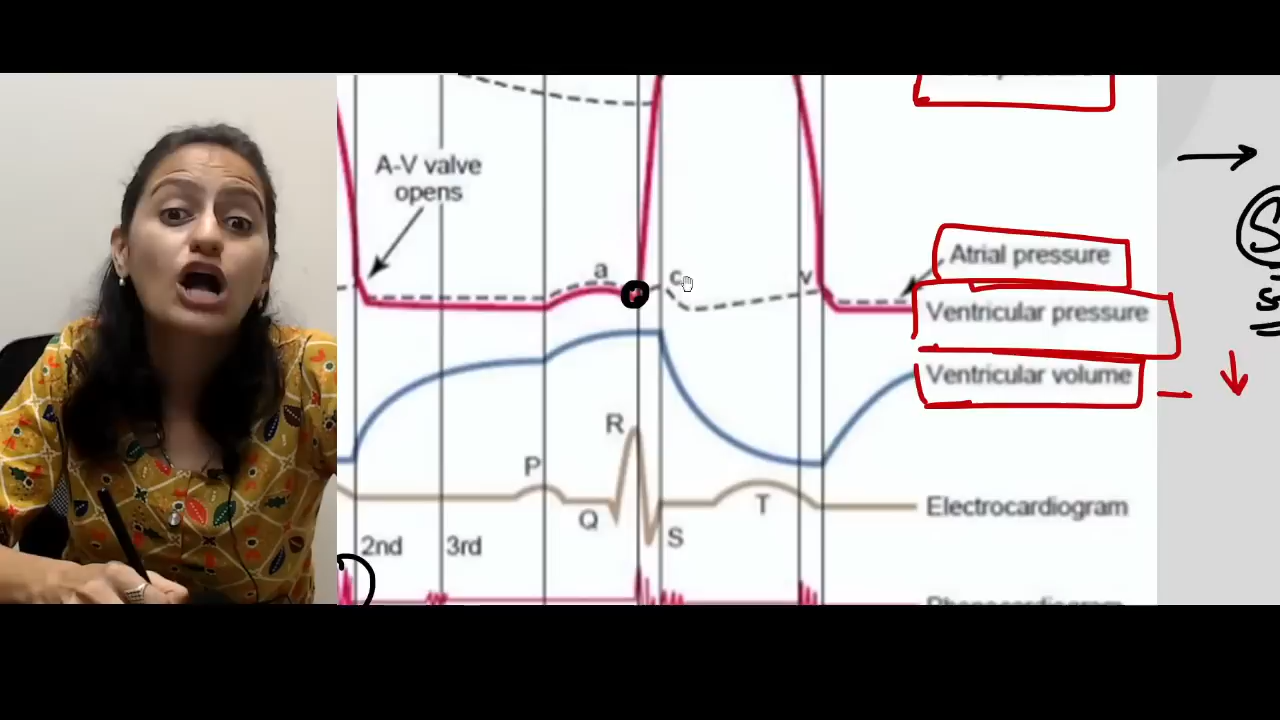 A-V valve
opens
a
c
v
Atrial pressure
Ventricular pressure
Ventricular volume
R
P
Q
S
T
Electrocardiogram
2nd
3rd
S